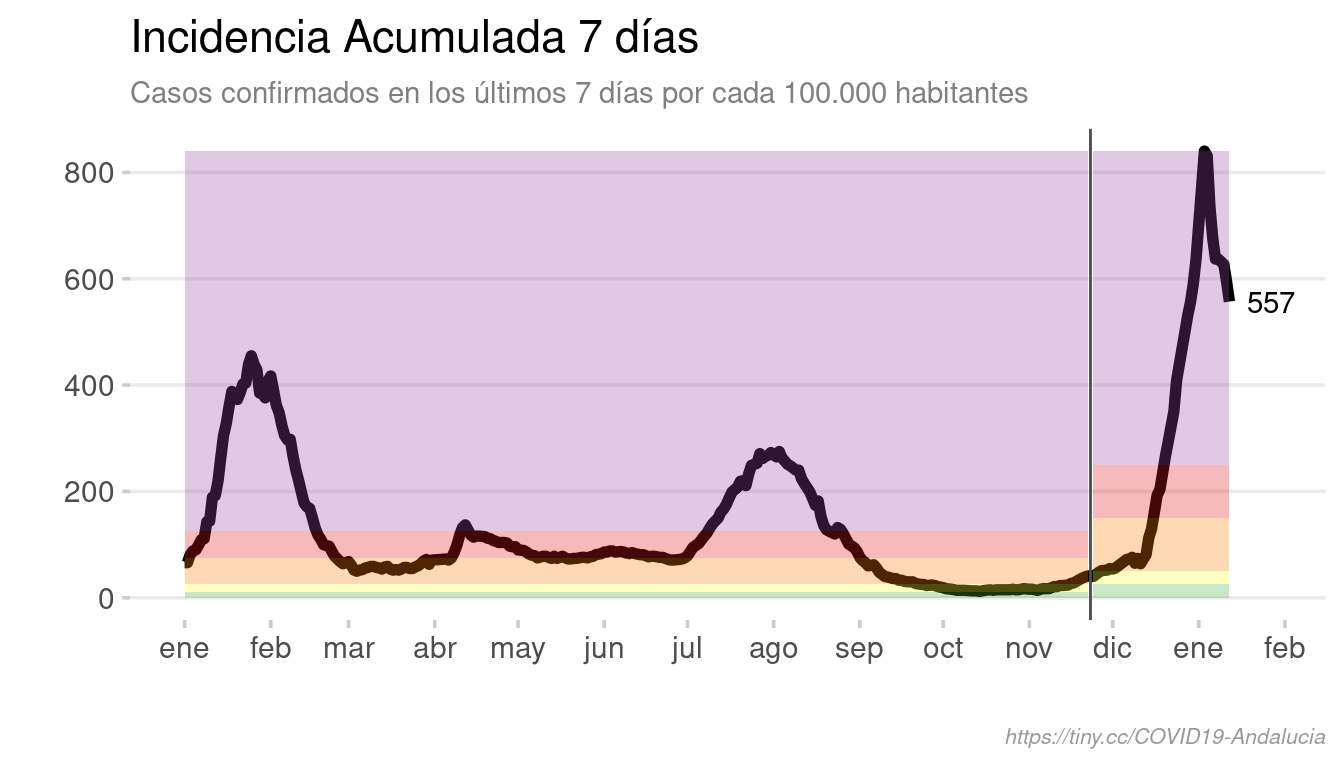 Incidencia Acumulada 7 días
Casos confirmados en los últimos 7 días por cada 100.000 habitantes
800
600
557
400
200
0
ene feb mar abr may jun jul ago sep oct nov dic ene feb
https://tiny.cc/COVID19-Andalucia